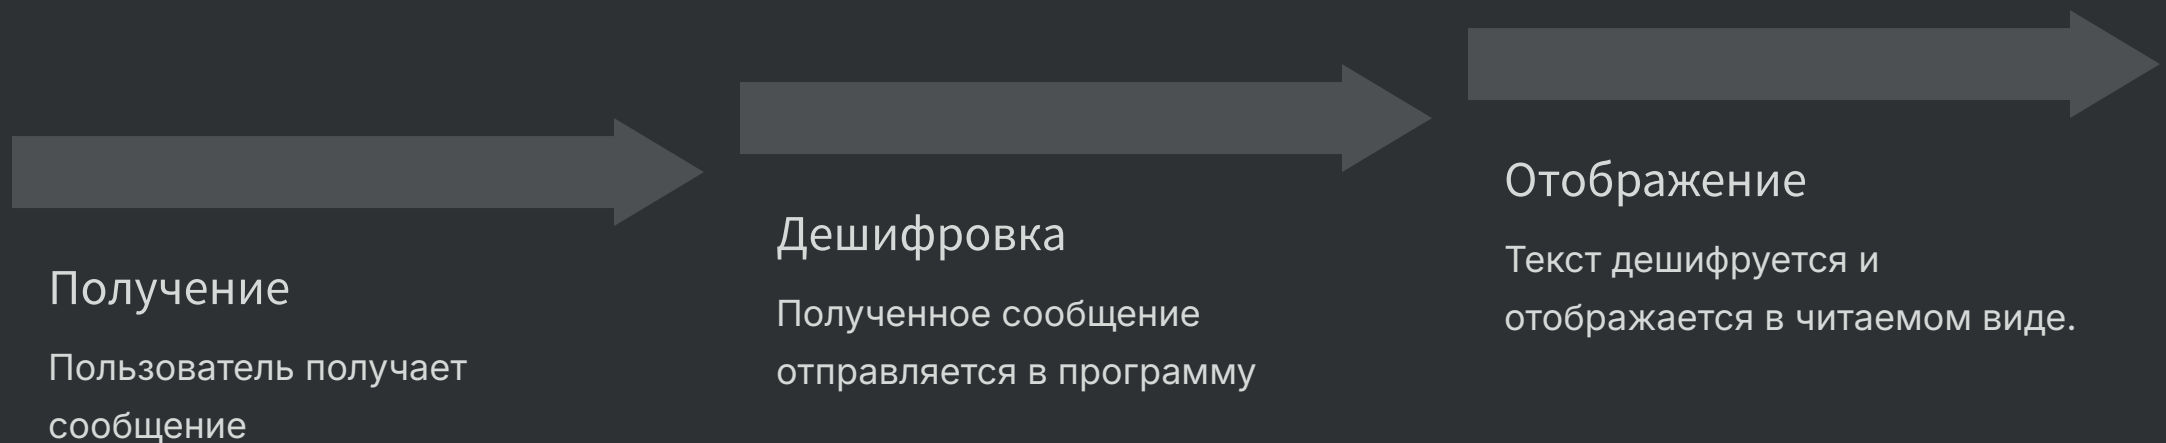 Получение
Пользователь получает
сообщение
Дешифровка
Полученное сообщение
отправляется в программу
Отображение
Текст дешифруется и
отображается в читаемом виде.